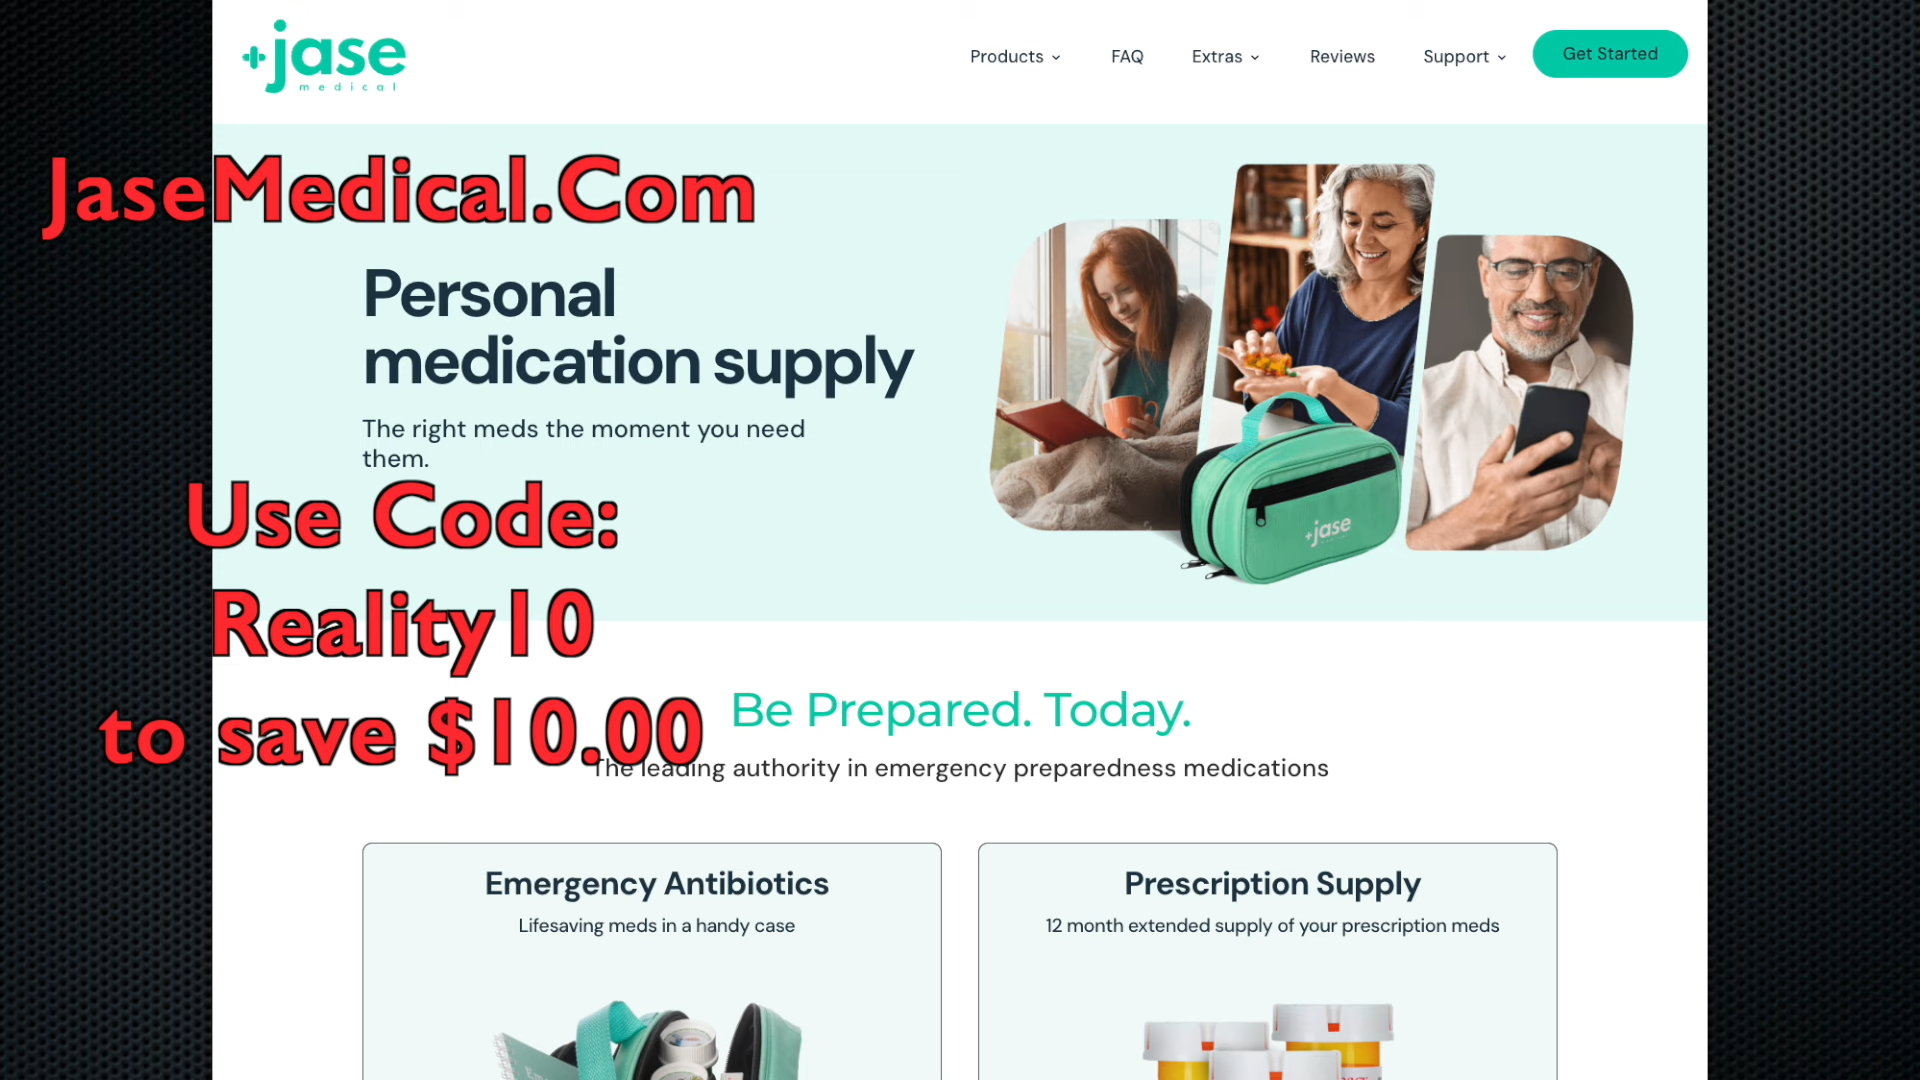 +jase
medical
Products
FAQ
Extras
Reviews
Support
Get Started
JaseMedical.Com
Personal
medication supply
The right meds the moment you need
them.
+jase
Use Code:
Reality10
to save $10.00
Be Prepared. Today.
The leading authority in emergency preparedness medications
Emergency Antibiotics
Lifesaving meds in a handy case
Prescription Supply
12 month extended supply of your prescription meds